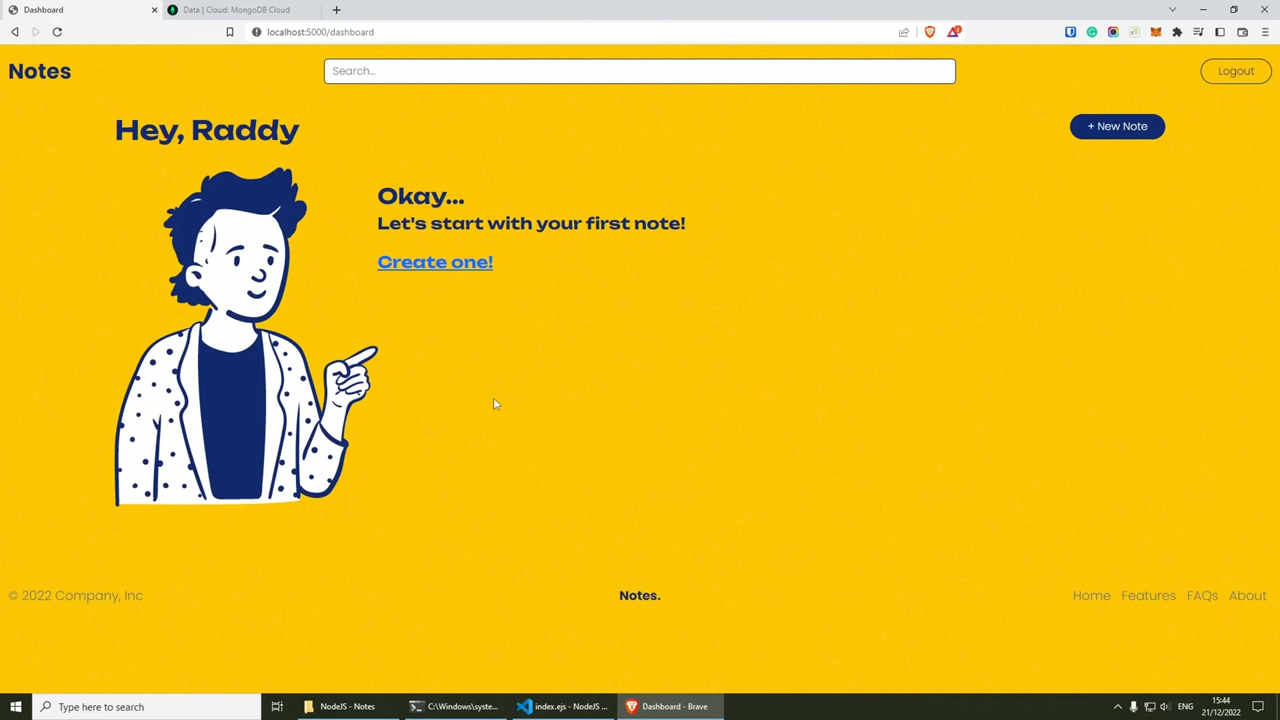 Dashboard
Data | Cloud: MongoDB Cloud
localhost:5000/dashboard
Notes
Search...
Logout
Hey, Raddy
+ New Note
Okay...
Let's start with your first note!
Create one!
© 2022 Company, Inc
Notes.
Home Features FAQs About
Type here to search
NodeJS - Notes
C:\Windows\syste...
index.ejs - NodeJS ...
Dashboard - Brave
ENG
15:44
21/12/2022